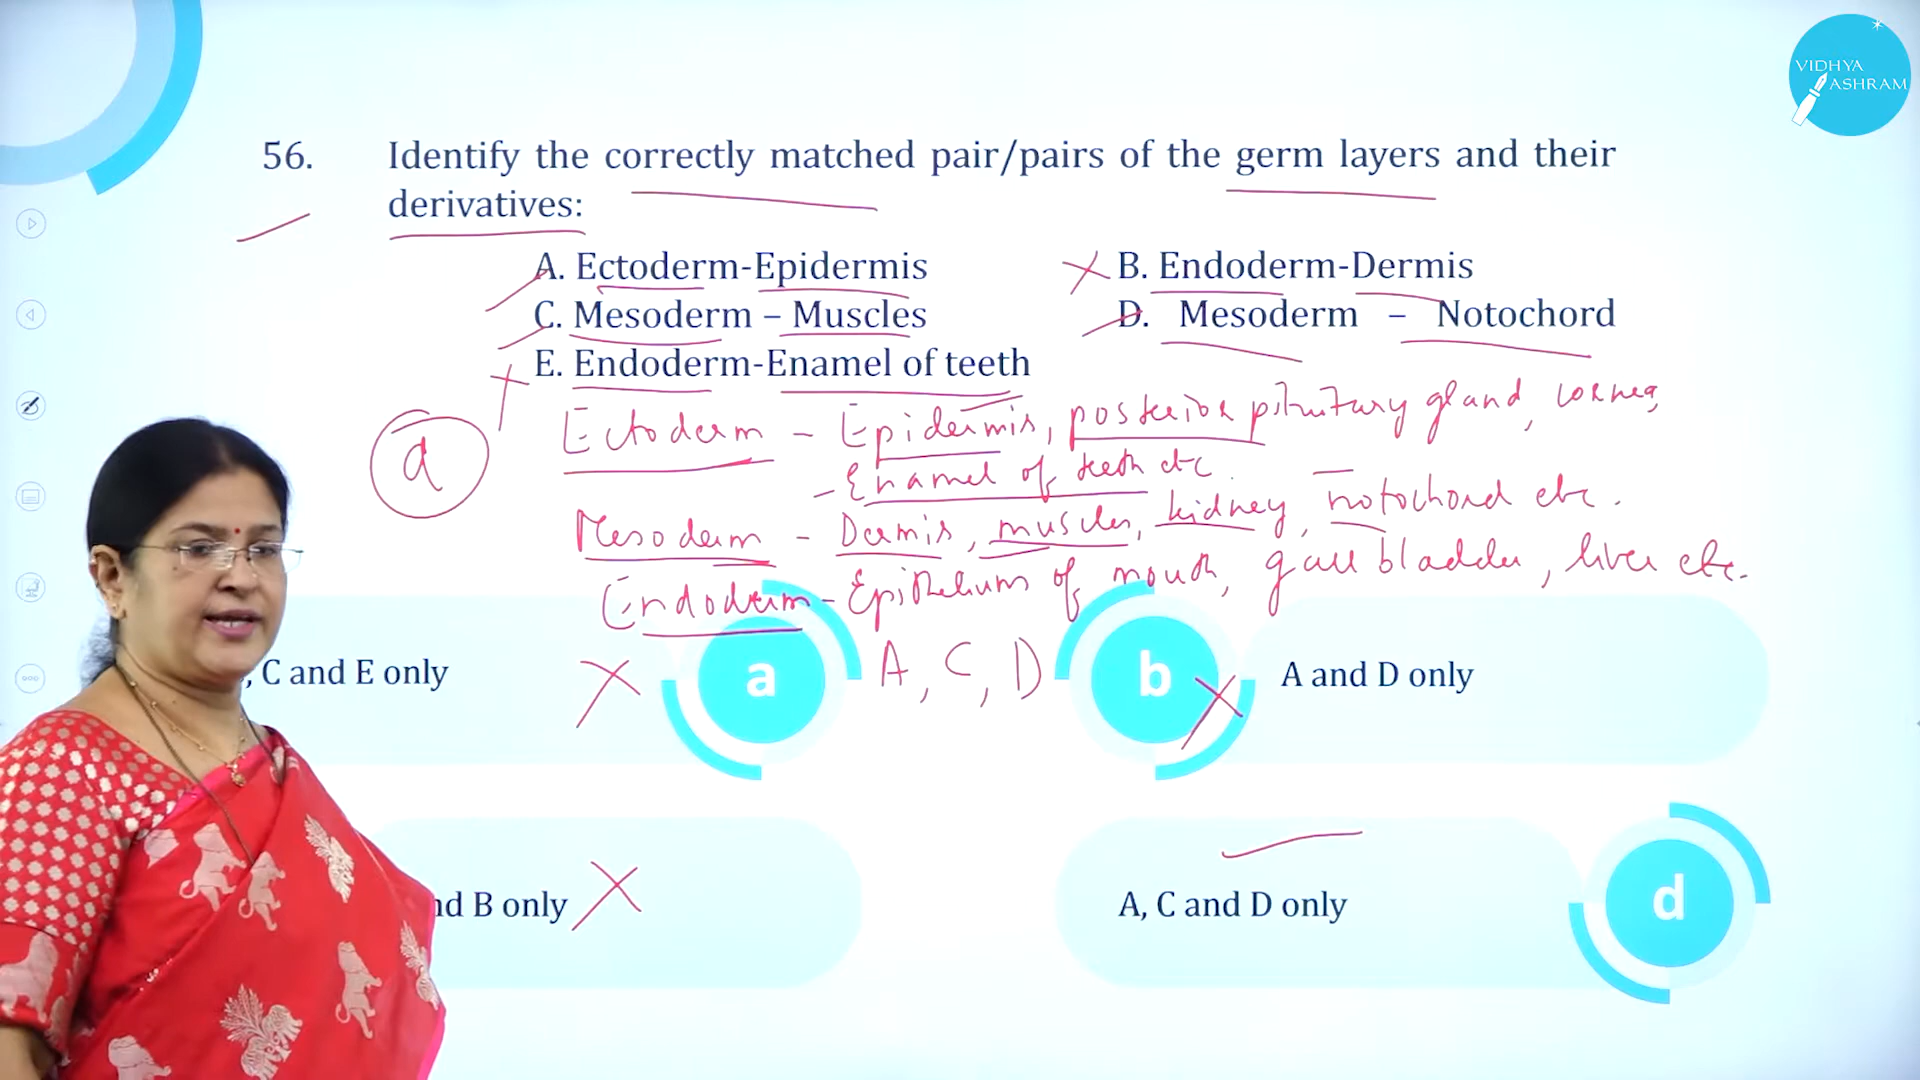 VIDHYA
ASHRAM
56. Identify the correctly matched pair/pairs of the germ layers and their
derivatives:
A. Ectoderm-Epidermis B. Endoderm-Dermis
C. Mesoderm – Muscles D. Mesoderm – Notochord
E. Endoderm-Enamel of teeth
Ectoderm - Epidermis, posterior pituitary gland, cornea,
- Enamel of teeth etc
Mesoderm - Dermis, muscles, kidney, notochord etc.
Endoderm - Epithelium of mouth, gall bladder, liver etc.
d
, C and E only a A, C, D b A and D only
B only A, C and D only d